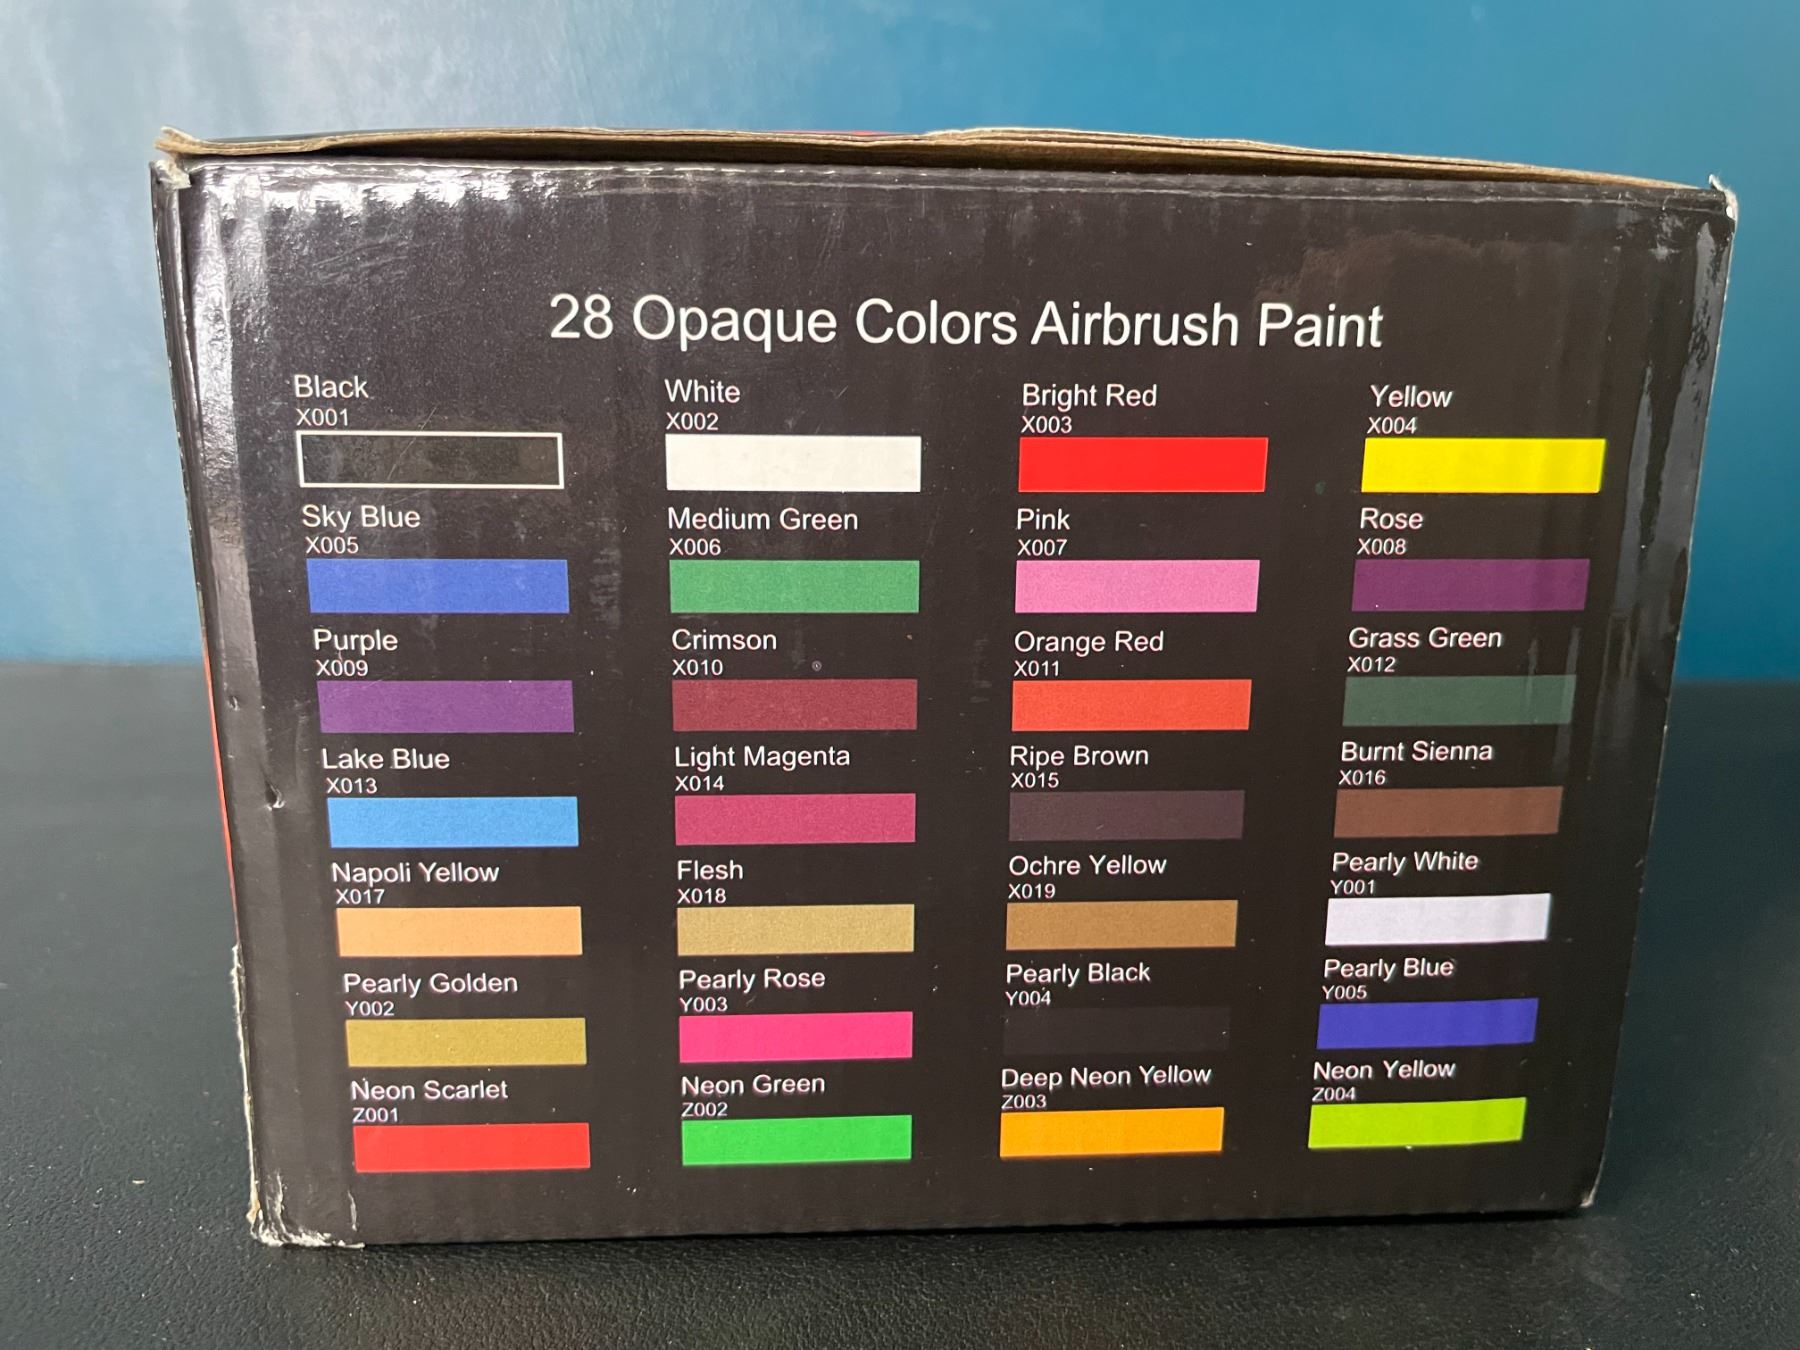 28 Opaque Colors Airbrush Paint
Black White Bright Red Yellow
X001 X002 X003 X004
Sky Blue Medium Green Pink Rose
X005 X006 X007 X008
Purple Crimson Orange Red Grass Green
X009 X010 X011 X012
Lake Blue Light Magenta Ripe Brown Burnt Sienna
X013 X014 X015 X016
Napoli Yellow Flesh Ochre Yellow Pearly White
X017 X018 X019 Y001
Pearly Golden Pearly Rose Pearly Black Pearly Blue
Y002 Y003 Y004 Y005
Neon Scarlet Neon Green Deep Neon Yellow Neon Yellow
Z001 Z002 Z003 Z004